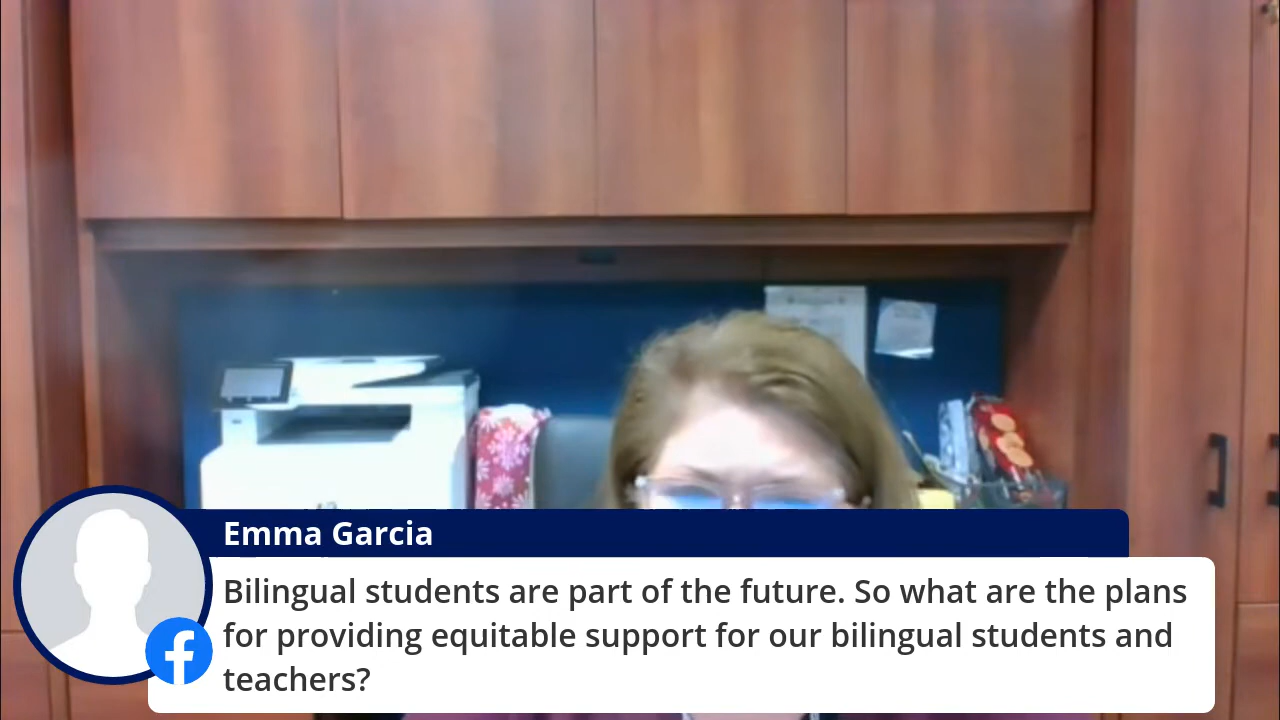 Emma Garcia
Bilingual students are part of the future. So what are the plans
for providing equitable support for our bilingual students and
teachers?